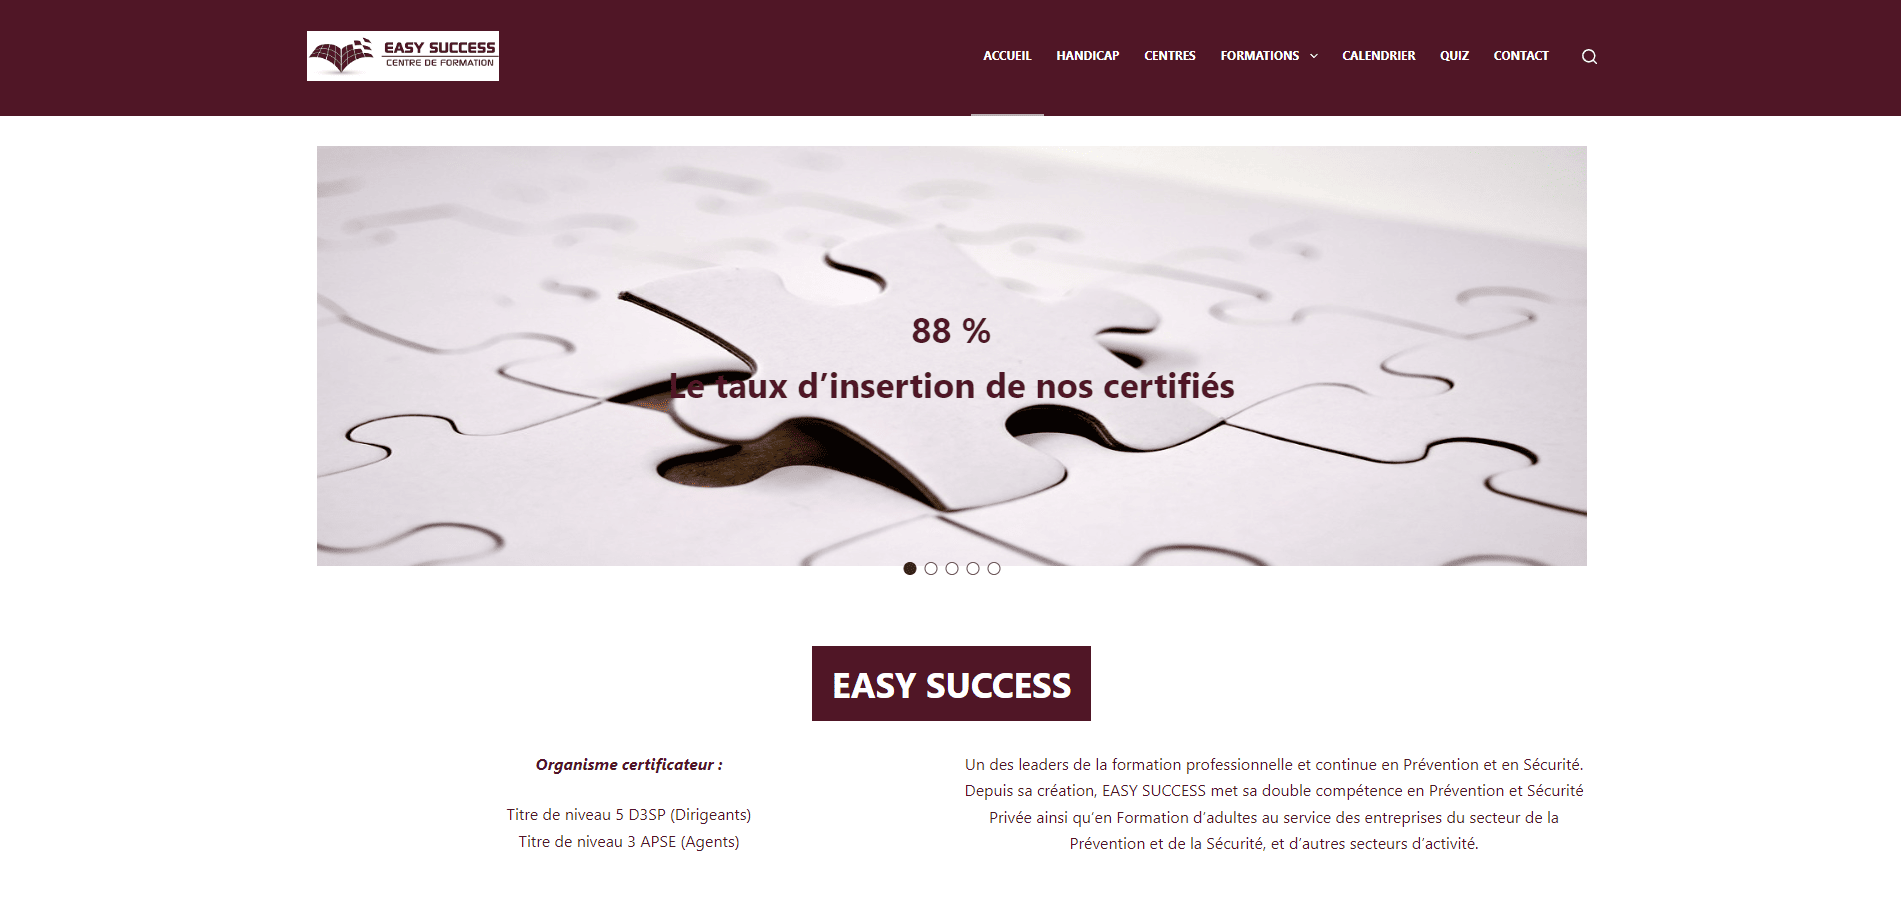 EASY SUCCESS
CENTRE DE FORMATION
ACCUEIL HANDICAP CENTRES FORMATIONS CALENDRIER QUIZ CONTACT
88 %
Le taux d’insertion de nos certifiés
EASY SUCCESS
Organisme certificateur :
Titre de niveau 5 D3SP (Dirigeants)
Titre de niveau 3 APSE (Agents)
Un des leaders de la formation professionnelle et continue en Prévention et en Sécurité.
Depuis sa création, EASY SUCCESS met sa double compétence en Prévention et Sécurité
Privée ainsi qu’en Formation d’adultes au service des entreprises du secteur de la
Prévention et de la Sécurité, et d’autres secteurs d’activité.